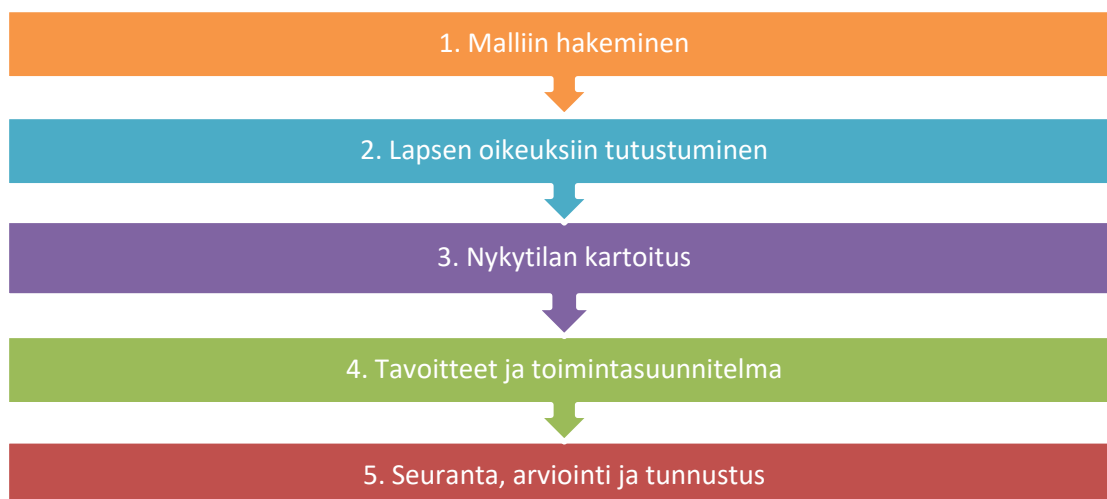 1. Malliin hakeminen
2. Lapsen oikeuksiin tutustuminen
3. Nykytilan kartoitus
4. Tavoitteet ja toimintasuunnitelma
5. Seuranta, arviointi ja tunnustus